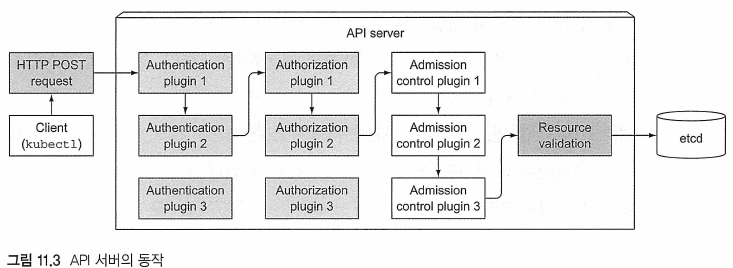 API server
HTTP POST
request
Client
(kubectl)
Authentication
plugin 1
Authentication
plugin 2
Authentication
plugin 3
Authorization
plugin 1
Authorization
plugin 2
Authorization
plugin 3
Admission
control plugin 1
Admission
control plugin 2
Admission
control plugin 3
Resource
validation
etcd
그림 11.3 API 서버의 동작